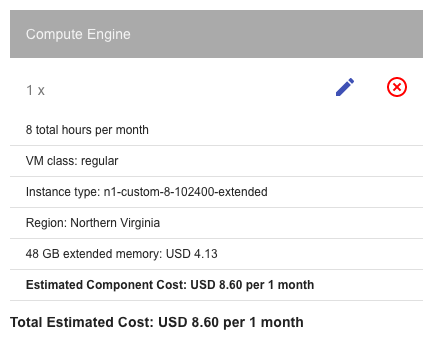 Compute Engine
1 x
8 total hours per month
VM class: regular
Instance type: n1-custom-8-102400-extended
Region: Northern Virginia
48 GB extended memory: USD 4.13
Estimated Component Cost: USD 8.60 per 1 month
Total Estimated Cost: USD 8.60 per 1 month